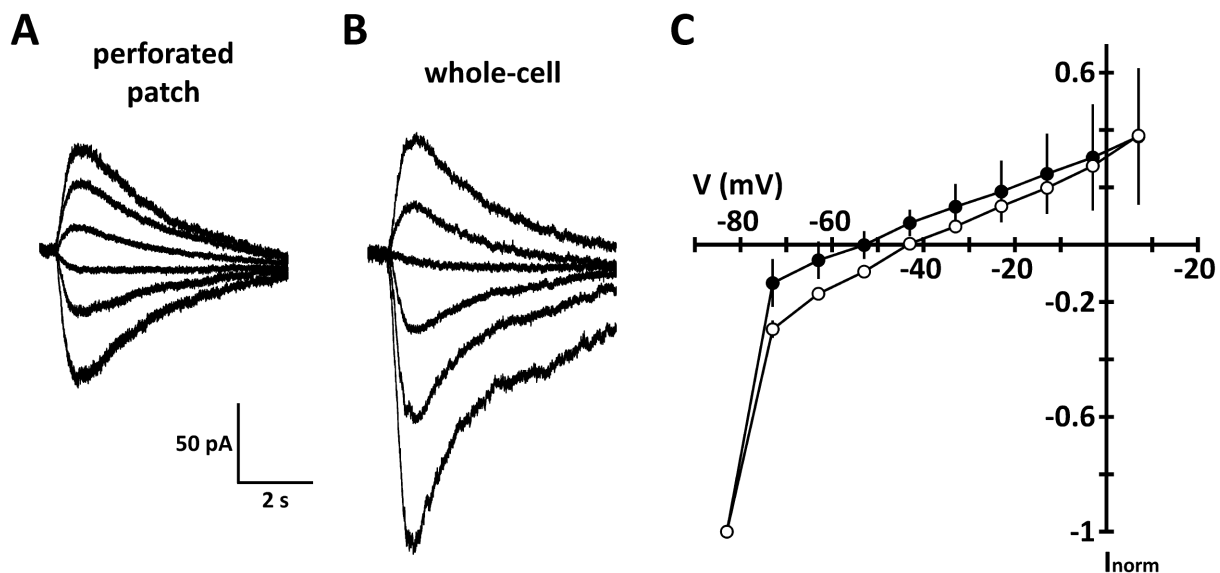 A
perforated
patch
50 pA
2 s
B
whole-cell
C
0.6
V (mV)
-80
-60
-40
-20
-20
-0.2
-0.6
-1
Inorm